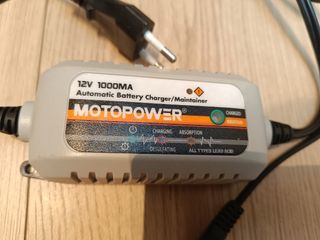 12V 1000MA
Automatic Battery Charger/Maintainer
MOTOPOWER®
CHARGED
CHARGING ABSORPTION
DESULFATING
ALL TYPES LEAD ACID